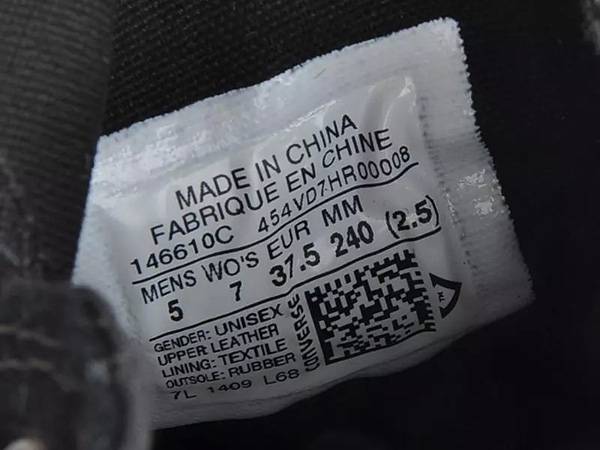 MADE IN CHINA
FABRIQUE EN CHINE
146610C 454VD7HR00008
MENS WO'S EUR MM
5 7 37.5 240 (2.5)
GENDER: UNISEX
UPPER: LEATHER
LINING: TEXTILE
OUTSOLE: RUBBER
7L 1409 L68
CONVERSE